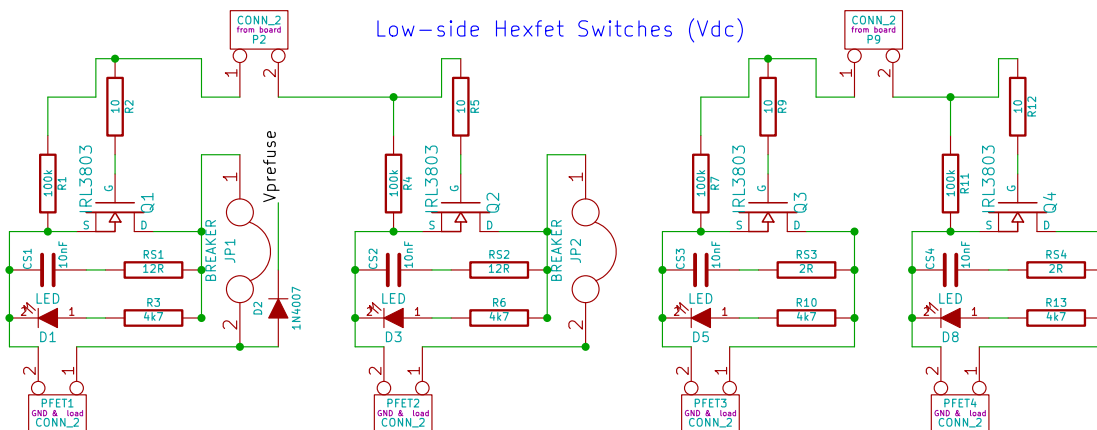 Low-side Hexfet Switches (Vdc)
CONN_2
from board
P2
1
2
CONN_2
from board
P9
1
2
10
R2
100k
R1
IRL3803
G
S
D
Q1
CS1
10nF
RS1
12R
LED
2
1
D1
R3
4k7
1
2
BREAKER
JP1
Vprefuse
D2
1N4007
2
1
PFET1
GND & load
CONN_2
10
R5
100k
R4
IRL3803
G
S
D
Q2
CS2
10nF
RS2
12R
LED
2
1
D3
R6
4k7
1
2
BREAKER
JP2
2
1
PFET2
GND & load
CONN_2
10
R9
100k
R7
IRL3803
G
S
D
Q3
CS3
10nF
RS3
2R
LED
2
1
D5
R10
4k7
2
1
PFET3
GND & load
CONN_2
10
R12
100k
R11
IRL3803
G
S
D
Q4
CS4
10nF
RS4
2R
LED
2
1
D8
R13
4k7
2
1
PFET4
GND & load
CONN_2